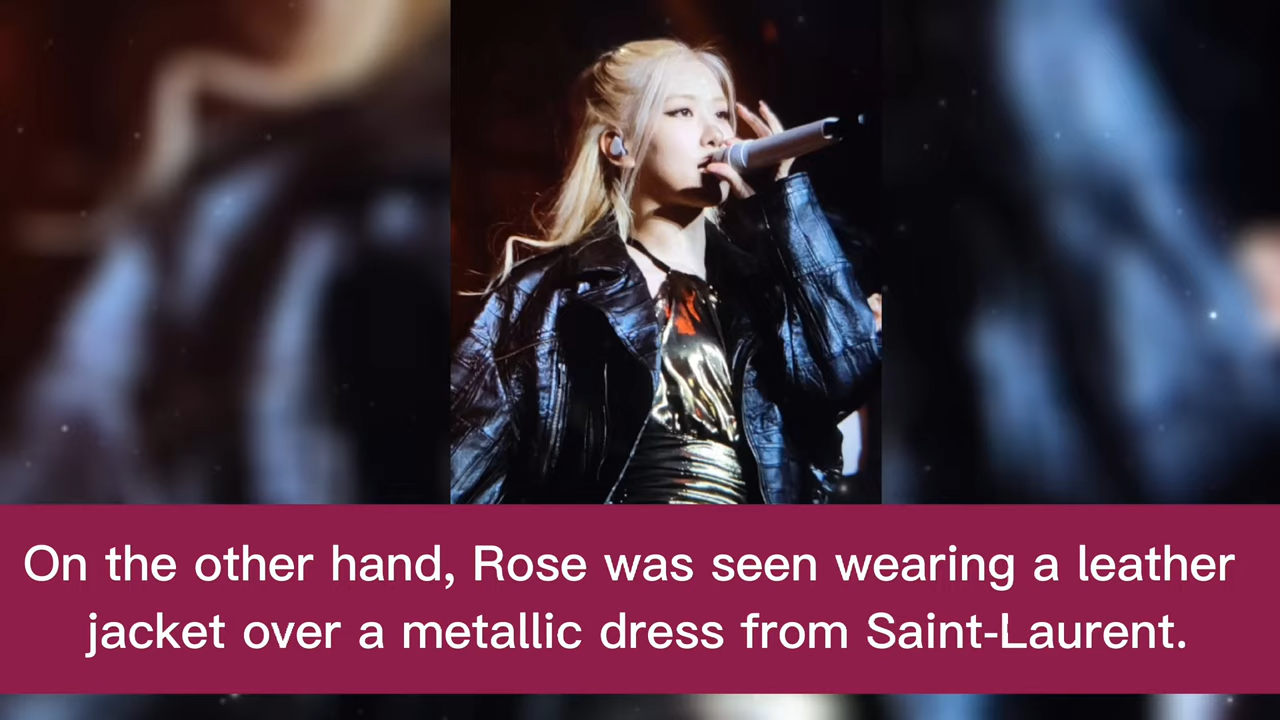 On the other hand, Rose was seen wearing a leather
jacket over a metallic dress from Saint-Laurent.